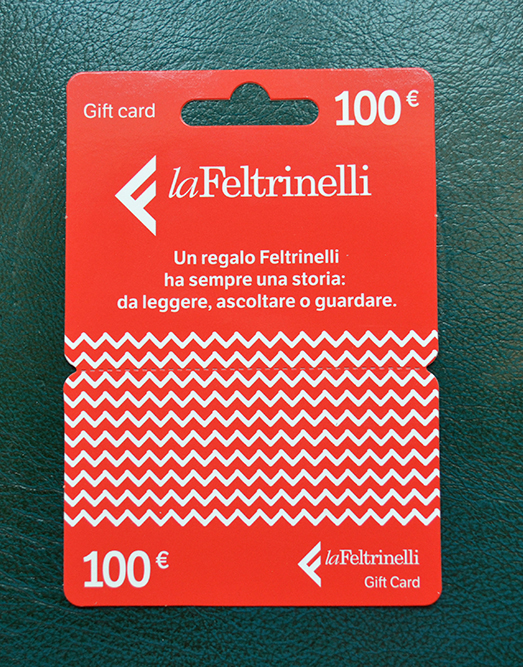 Gift card
100€
laFeltrinelli
Un regalo Feltrinelli
ha sempre una storia:
da leggere, ascoltare o guardare.
100€
laFeltrinelli
Gift Card